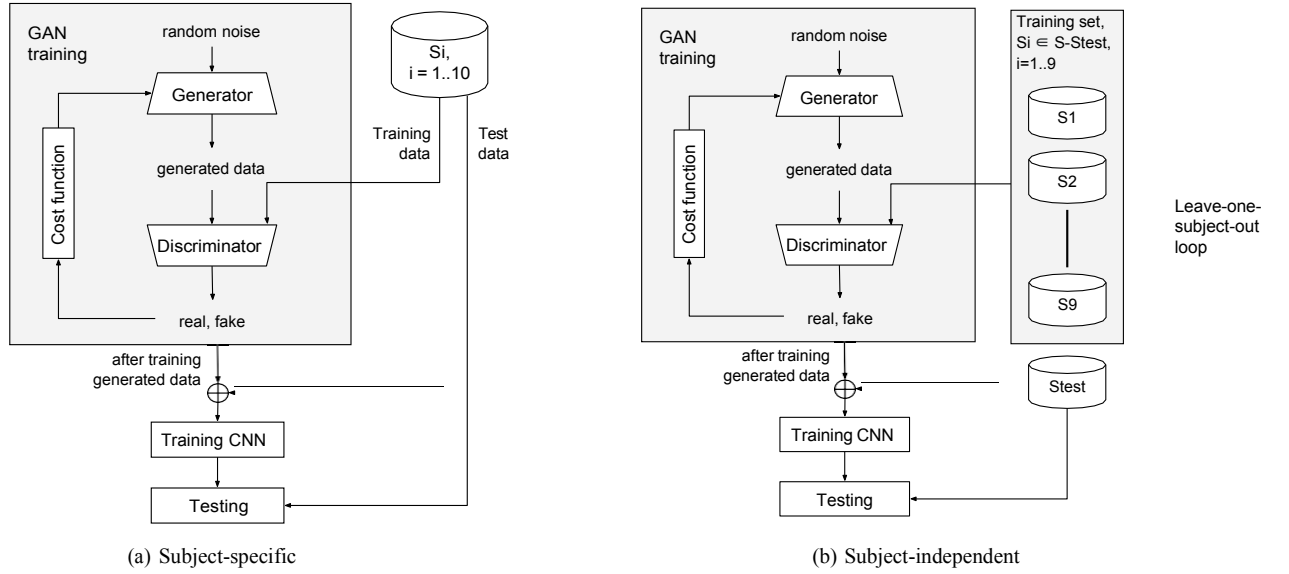 GAN
training
random noise
Generator
generated data
Cost function
Discriminator
real, fake
Si,
i = 1..10
Training
data
Test
data
after training
generated data
Training CNN
Testing
(a) Subject-specific
GAN
training
random noise
Generator
generated data
Cost function
Discriminator
real, fake
Training set,
Si ∈ S-Stest,
i=1..9
S1
S2
S9
Leave-one-
subject-out
loop
after training
generated data
Stest
Training CNN
Testing
(b) Subject-independent